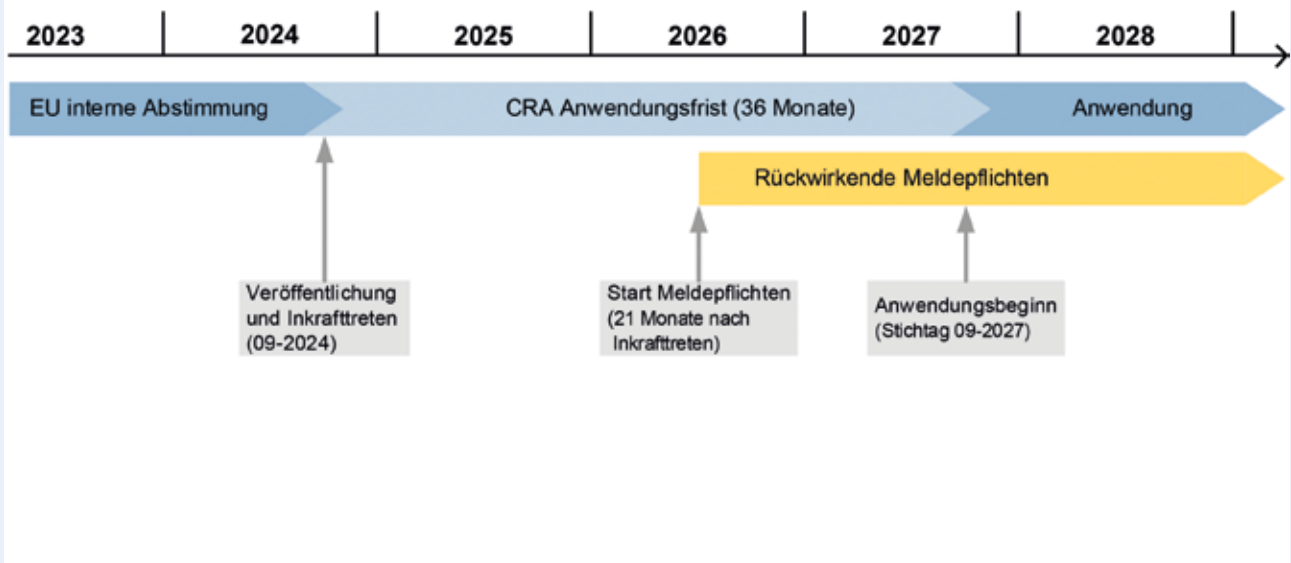 2023 2024 2025 2026 2027 2028
EU interne Abstimmung CRA Anwendungsfrist (36 Monate) Anwendung
Rückwirkende Meldepflichten
Veröffentlichung
und Inkrafttreten
(09-2024)
Start Meldepflichten
(21 Monate nach
Inkrafttreten)
Anwendungsbeginn
(Stichtag 09-2027)